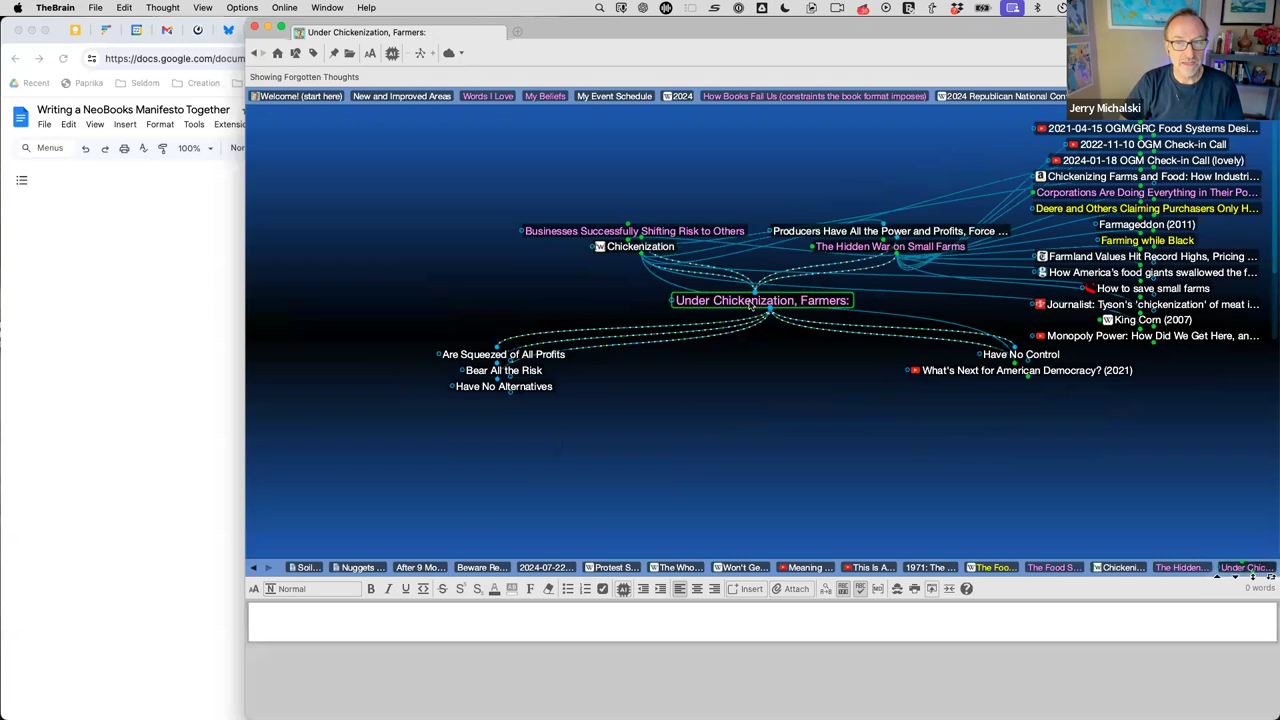 TheBrain File Edit Thought View Options Online Window Help
Under Chickenization, Farmers:
https://docs.google.com/docum
Recent Paprika Seldom Creation
Showing Forgotten Thoughts
Welcome! (start here) New and Improved Areas Words I Love My Beliefs My Event Schedule 2024 How Books Fail Us (constraints the book format imposes) 2024 Republican National Con
Jerry Michalski
Writing a NeoBooks Manifesto Together
File Edit View Insert Format Tools Extensio
Menus 100% Nor
2021-04-15 OGM/GRC Food Systems Desi...
2022-11-10 OGM Check-in Call
2024-01-18 OGM Check-in Call (lovely)
Chickenizing Farms and Food: How Industri...
Corporations Are Doing Everything in Their Po...
Deere and Others Claiming Purchasers Only H...
Farmageddon (2011)
Farming while Black
Farmland Values Hit Record Highs, Pricing ...
How America's food giants swallowed the f...
How to save small farms
Journalist: Tyson's 'chickenization' of meat i...
King Corn (2007)
Monopoly Power: How Did We Get Here, an...
Businesses Successfully Shifting Risk to Others
Chickenization
Producers Have All the Power and Profits, Force ...
The Hidden War on Small Farms
Under Chickenization, Farmers:
Are Squeezed of All Profits
Bear All the Risk
Have No Alternatives
Have No Control
What's Next for American Democracy? (2021)
Soil... Nuggets ... After 9 Mo... Beware Re... 2024-07-22... Protest S... The Who... Won't Ge... Meaning ... This Is A... 1971: The ... The Foo... The Food S... Chickeni... The Hidden... Under Chic...
Normal B I U S Insert Attach
0 words